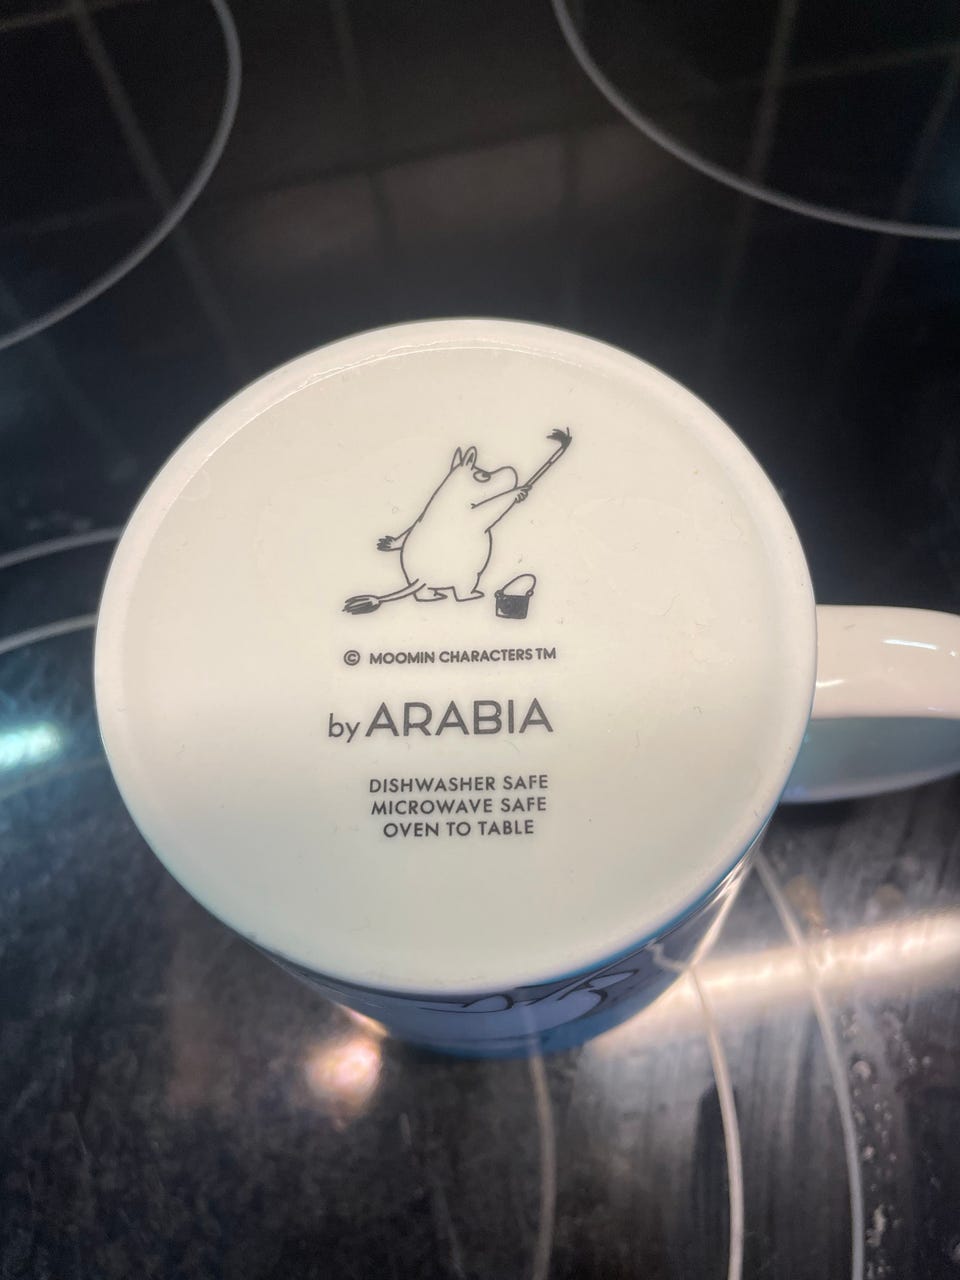 © MOOMIN CHARACTERS TM
by ARABIA
DISHWASHER SAFE
MICROWAVE SAFE
OVEN TO TABLE